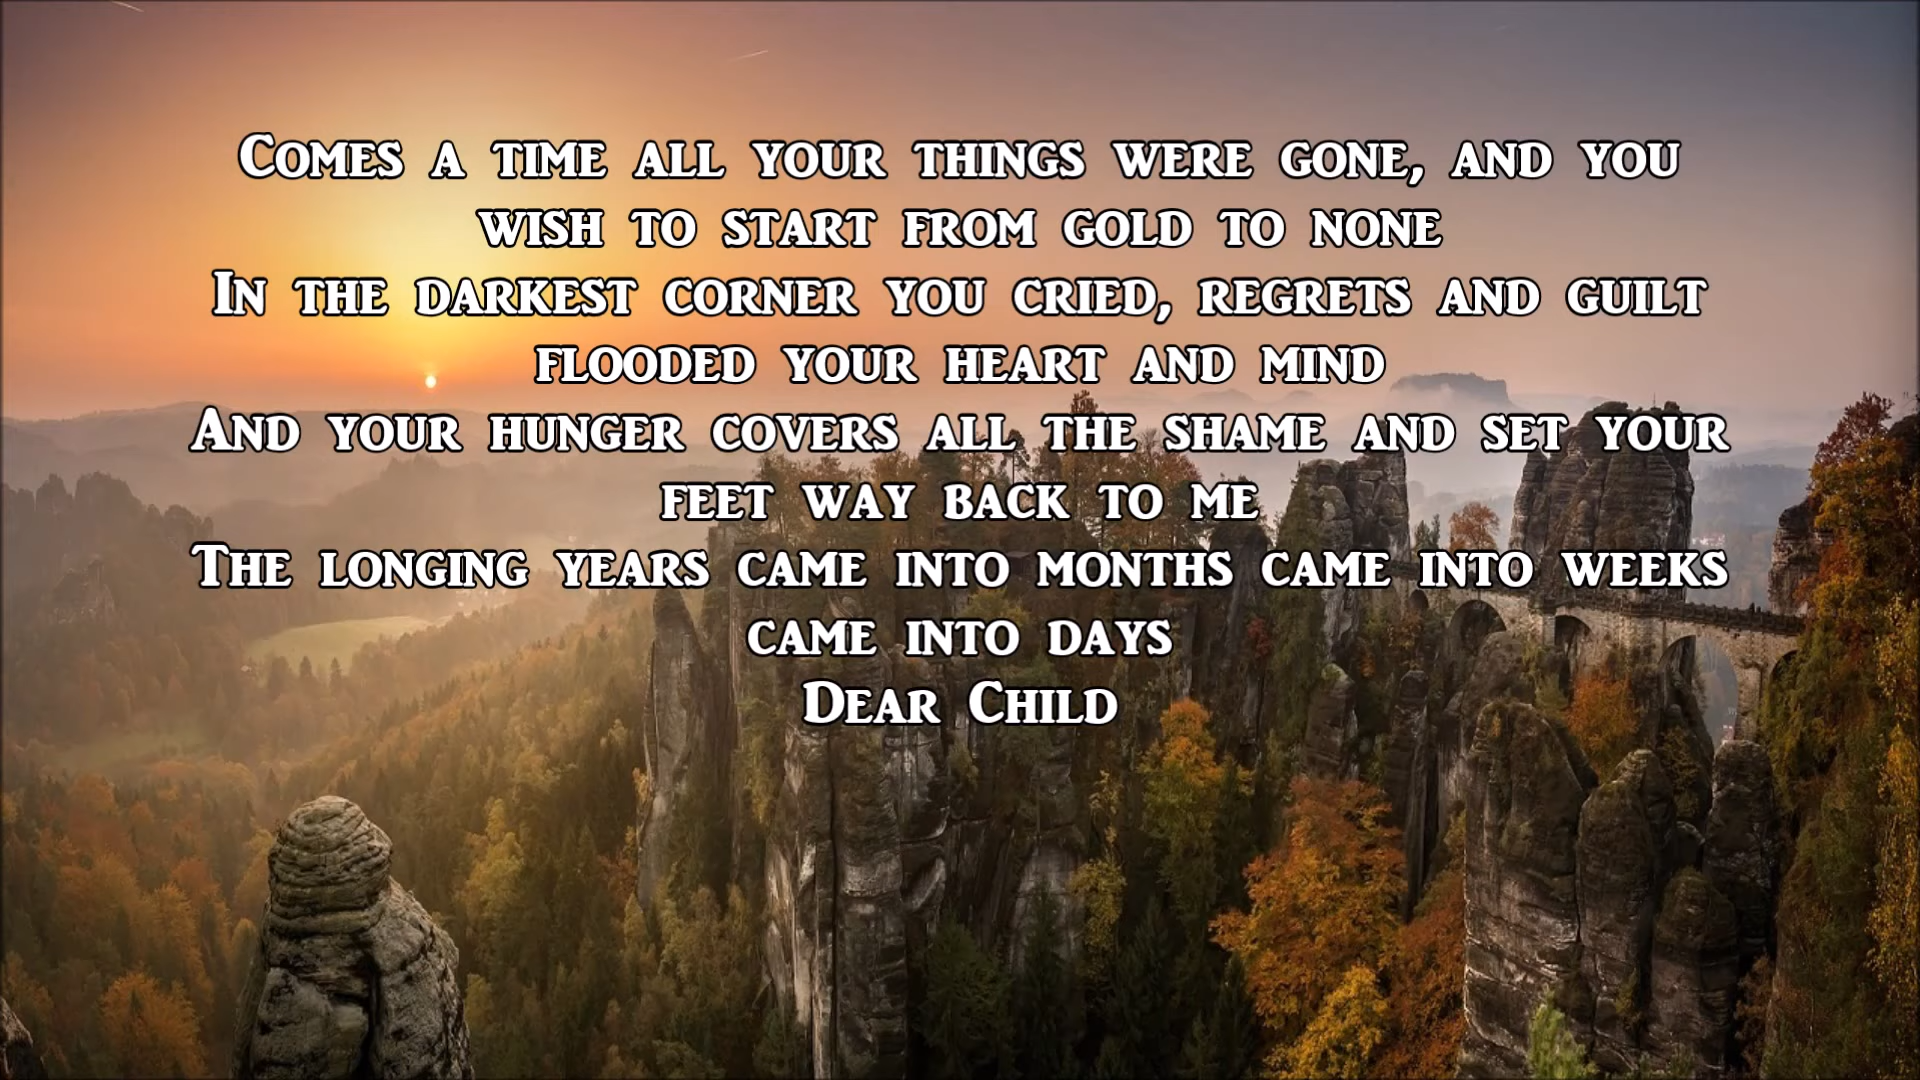 Comes a time all your things were gone, and you
wish to start from gold to none
In the darkest corner you cried, regrets and guilt
flooded your heart and mind
And your hunger covers all the shame and set your
feet way back to me
The longing years came into months came into weeks
came into days
Dear Child